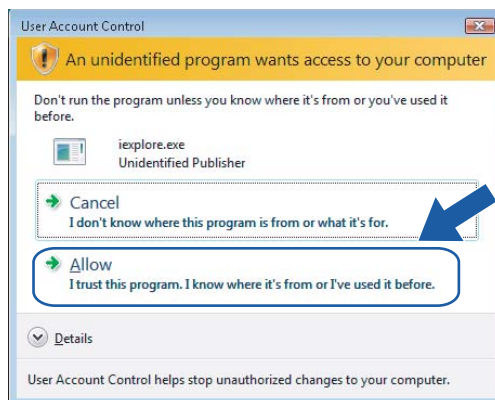 User Account Control
An unidentified program wants access to your computer
Don't run the program unless you know where it's from or you've used it
before.
iexplore.exe
Unidentified Publisher
Cancel
I don't know where this program is from or what it's for.
Allow
I trust this program. I know where it's from or I've used it before.
Details
User Account Control helps stop unauthorized changes to your computer.